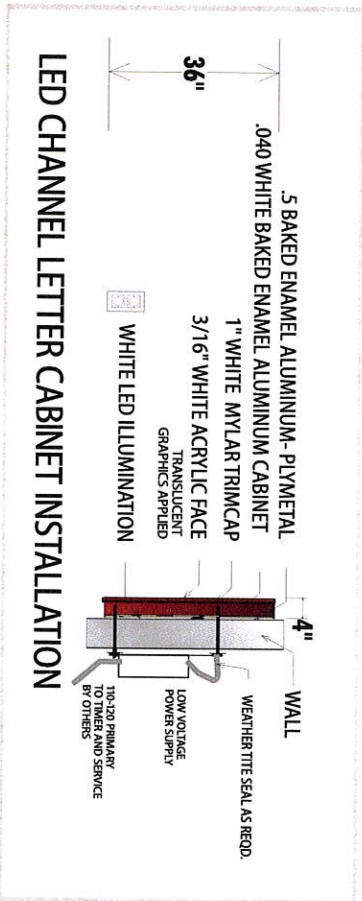 36"
.5 BAKED ENAMEL ALUMINUM- PLYMETAL
.040 WHITE BAKED ENAMEL ALUMINUM CABINET
1" WHITE MYLAR TRIMCAP
3/16" WHITE ACRYLIC FACE
TRANSLUCENT
GRAPHICS APPLIED
WHITE LED ILLUMINATION
4"
WALL
WEATHER TITE SEAL AS REQD.
LOW VOLTAGE
POWER SUPPLY
110-120 PRIMARY
TO TIMER AND SERVICE
BY OTHERS
LED CHANNEL LETTER CABINET INSTALLATION